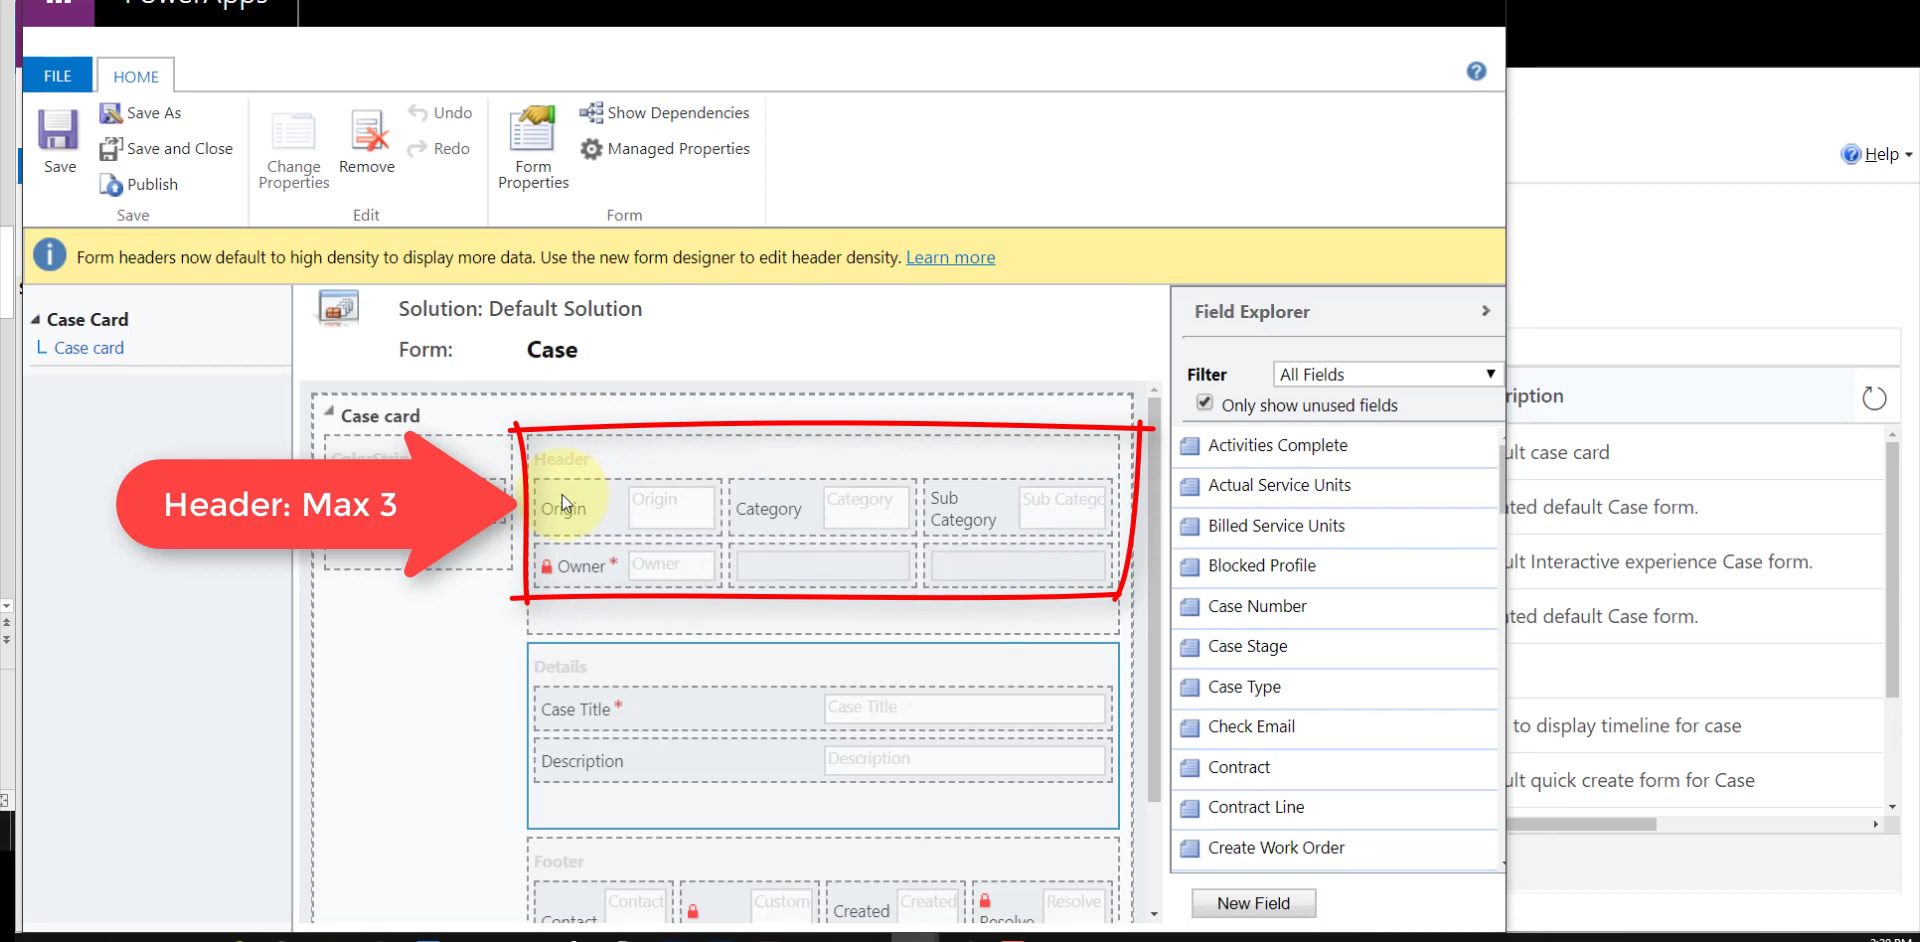 PowerApps
FILE
HOME
Save
Save As
Save and Close
Publish
Save
Change
Properties
Remove
Undo
Redo
Edit
Form
Properties
Show Dependencies
Managed Properties
Form
Help
Form headers now default to high density to display more data. Use the new form designer to edit header density. Learn more
Case Card
Case card
Solution: Default Solution
Form: Case
Case card
Header: Max 3
Header
Origin Origin
Category Category
Sub
Category
Sub Catego
Owner * Owner
Details
Case Title * Case Title
Description Description
Footer
Contact Contact
Custom
Created Created
Resolve Resolve
Field Explorer
Filter All Fields
Only show unused fields
Activities Complete
Actual Service Units
Billed Service Units
Blocked Profile
Case Number
Case Stage
Case Type
Check Email
Contract
Contract Line
Create Work Order
New Field
ription
ult case card
ated default Case form.
ult Interactive experience Case form.
ated default Case form.
to display timeline for case
ult quick create form for Case